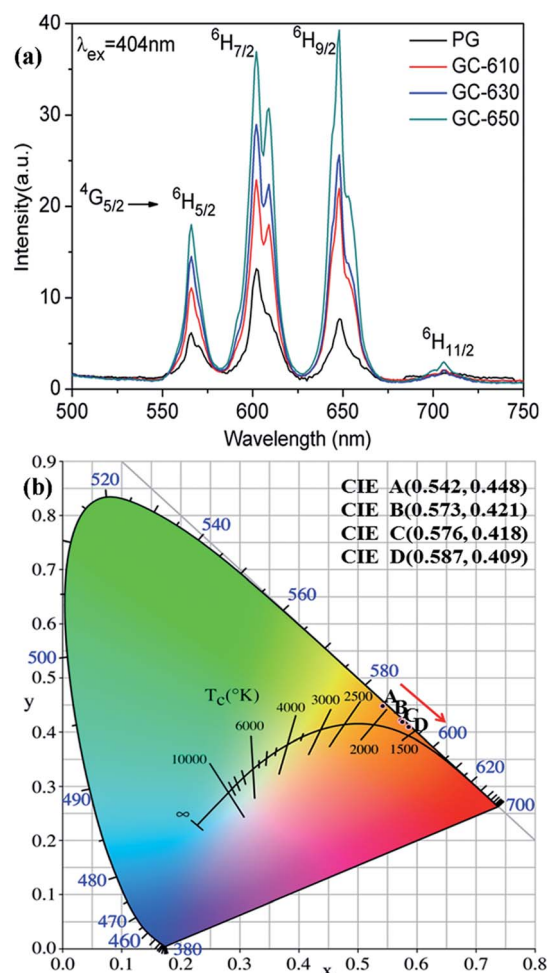 (a)
λex=404nm
6H7/2
6H9/2
PG
GC-610
GC-630
GC-650
4G5/2 → 6H5/2
6H11/2
Intensity(a.u.)
40
30
20
10
0
500 550 600 650 700 750
Wavelength (nm)
(b)
CIE A(0.542, 0.448)
CIE B(0.573, 0.421)
CIE C(0.576, 0.418)
CIE D(0.587, 0.409)
0.9
0.8
0.7
0.6
0.5
y
0.4
0.3
0.2
0.1
0.0
520
540
560
500
580
A
B
C
D
600
620
700
490
480
470
460
380
Tc(°K)
∞
10000
6000
4000
3000
2500
2000
1500
0.0 0.1 0.2 0.3 0.4 0.5 0.6 0.7 0.8
x